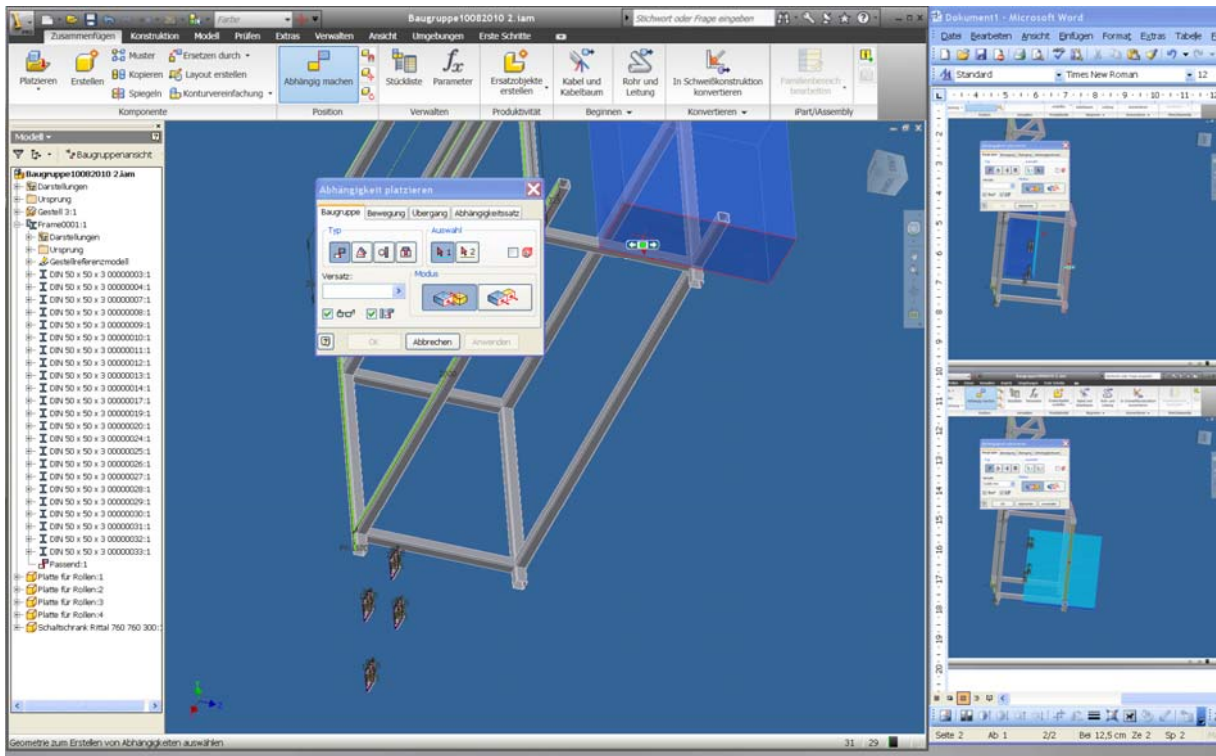 Farbe
Baugruppe10082010 2.iam
Stichwort oder Frage eingeben
Zusammenfügen Konstruktion Modell Prüfen Extras Verwalten Ansicht Umgebungen Erste Schritte
Platzieren
Erstellen
Muster
Kopieren
Spiegeln
Ersetzen durch
Layout erstellen
Konturvereinfachung
Abhängig machen
Stückliste
Parameter
Ersatzobjekte
erstellen
Kabel und
Kabelbaum
Rohr und
Leitung
In Schweißkonstruktion
konvertieren
Familienbereich
bearbeiten
Komponente Position Verwalten Produktivität Beginnen Konvertieren iPart/iAssembly
Modell
Baugruppenansicht
Baugruppe10082010 2.iam
Darstellungen
Ursprung
Gestell 3:1
Frame0001:1
Darstellungen
Ursprung
Gestellreferenzmodell
DIN 50 x 50 x 3 00000003:1
DIN 50 x 50 x 3 00000004:1
DIN 50 x 50 x 3 00000007:1
DIN 50 x 50 x 3 00000008:1
DIN 50 x 50 x 3 00000009:1
DIN 50 x 50 x 3 00000010:1
DIN 50 x 50 x 3 00000011:1
DIN 50 x 50 x 3 00000012:1
DIN 50 x 50 x 3 00000013:1
DIN 50 x 50 x 3 00000014:1
DIN 50 x 50 x 3 00000017:1
DIN 50 x 50 x 3 00000019:1
DIN 50 x 50 x 3 00000020:1
DIN 50 x 50 x 3 00000024:1
DIN 50 x 50 x 3 00000025:1
DIN 50 x 50 x 3 00000026:1
DIN 50 x 50 x 3 00000027:1
DIN 50 x 50 x 3 00000028:1
DIN 50 x 50 x 3 00000029:1
DIN 50 x 50 x 3 00000030:1
DIN 50 x 50 x 3 00000031:1
DIN 50 x 50 x 3 00000032:1
DIN 50 x 50 x 3 00000033:1
Passend:1
Platte für Rollen:1
Platte für Rollen:2
Platte für Rollen:3
Platte für Rollen:4
Schaltschrank Rittal 760 760 300:
Abhängigkeit platzieren
Baugruppe Bewegung Übergang Abhängigkeitssatz
Typ
Auswahl
1 2
Versatz:
Modus
OK Abbrechen Anwenden
Geometrie zum Erstellen von Abhängigkeiten auswählen
31 29
Dokument1 - Microsoft Word
Datei Bearbeiten Ansicht Einfügen Format Extras Tabelle
Standard Times New Roman 12
Seite 2 Ab 1 2/2 Bei 12,5 cm Ze 2 Sp 2